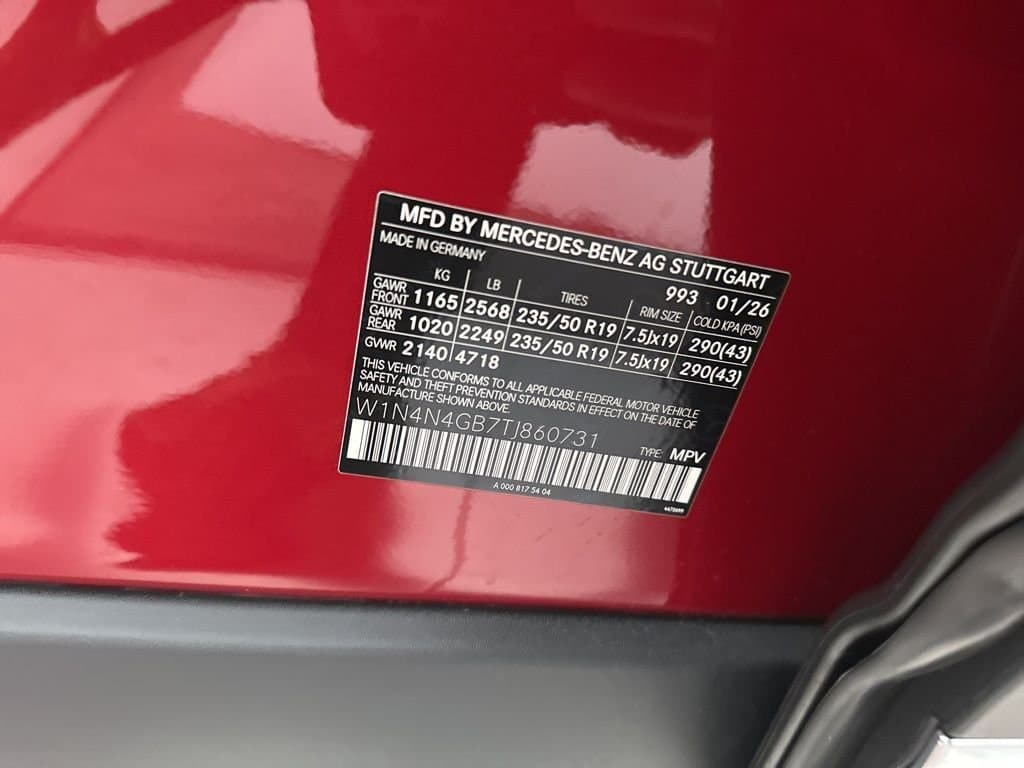 MFD BY MERCEDES-BENZ AG STUTTGART
MADE IN GERMANY 993 01/26
KG LB TIRES RIM SIZE COLD KPA(PSI)
GAWR FRONT 1165 2568 235/50 R19 7.5Jx19 290(43)
GAWR REAR 1020 2249 235/50 R19 7.5Jx19 290(43)
GVWR 2140 4718
THIS VEHICLE CONFORMS TO ALL APPLICABLE FEDERAL MOTOR VEHICLE
SAFETY AND THEFT PREVENTION STANDARDS IN EFFECT ON THE DATE OF
MANUFACTURE SHOWN ABOVE.
W1N4N4GB7TJ860731 TYPE: MPV
A 000 817 54 04